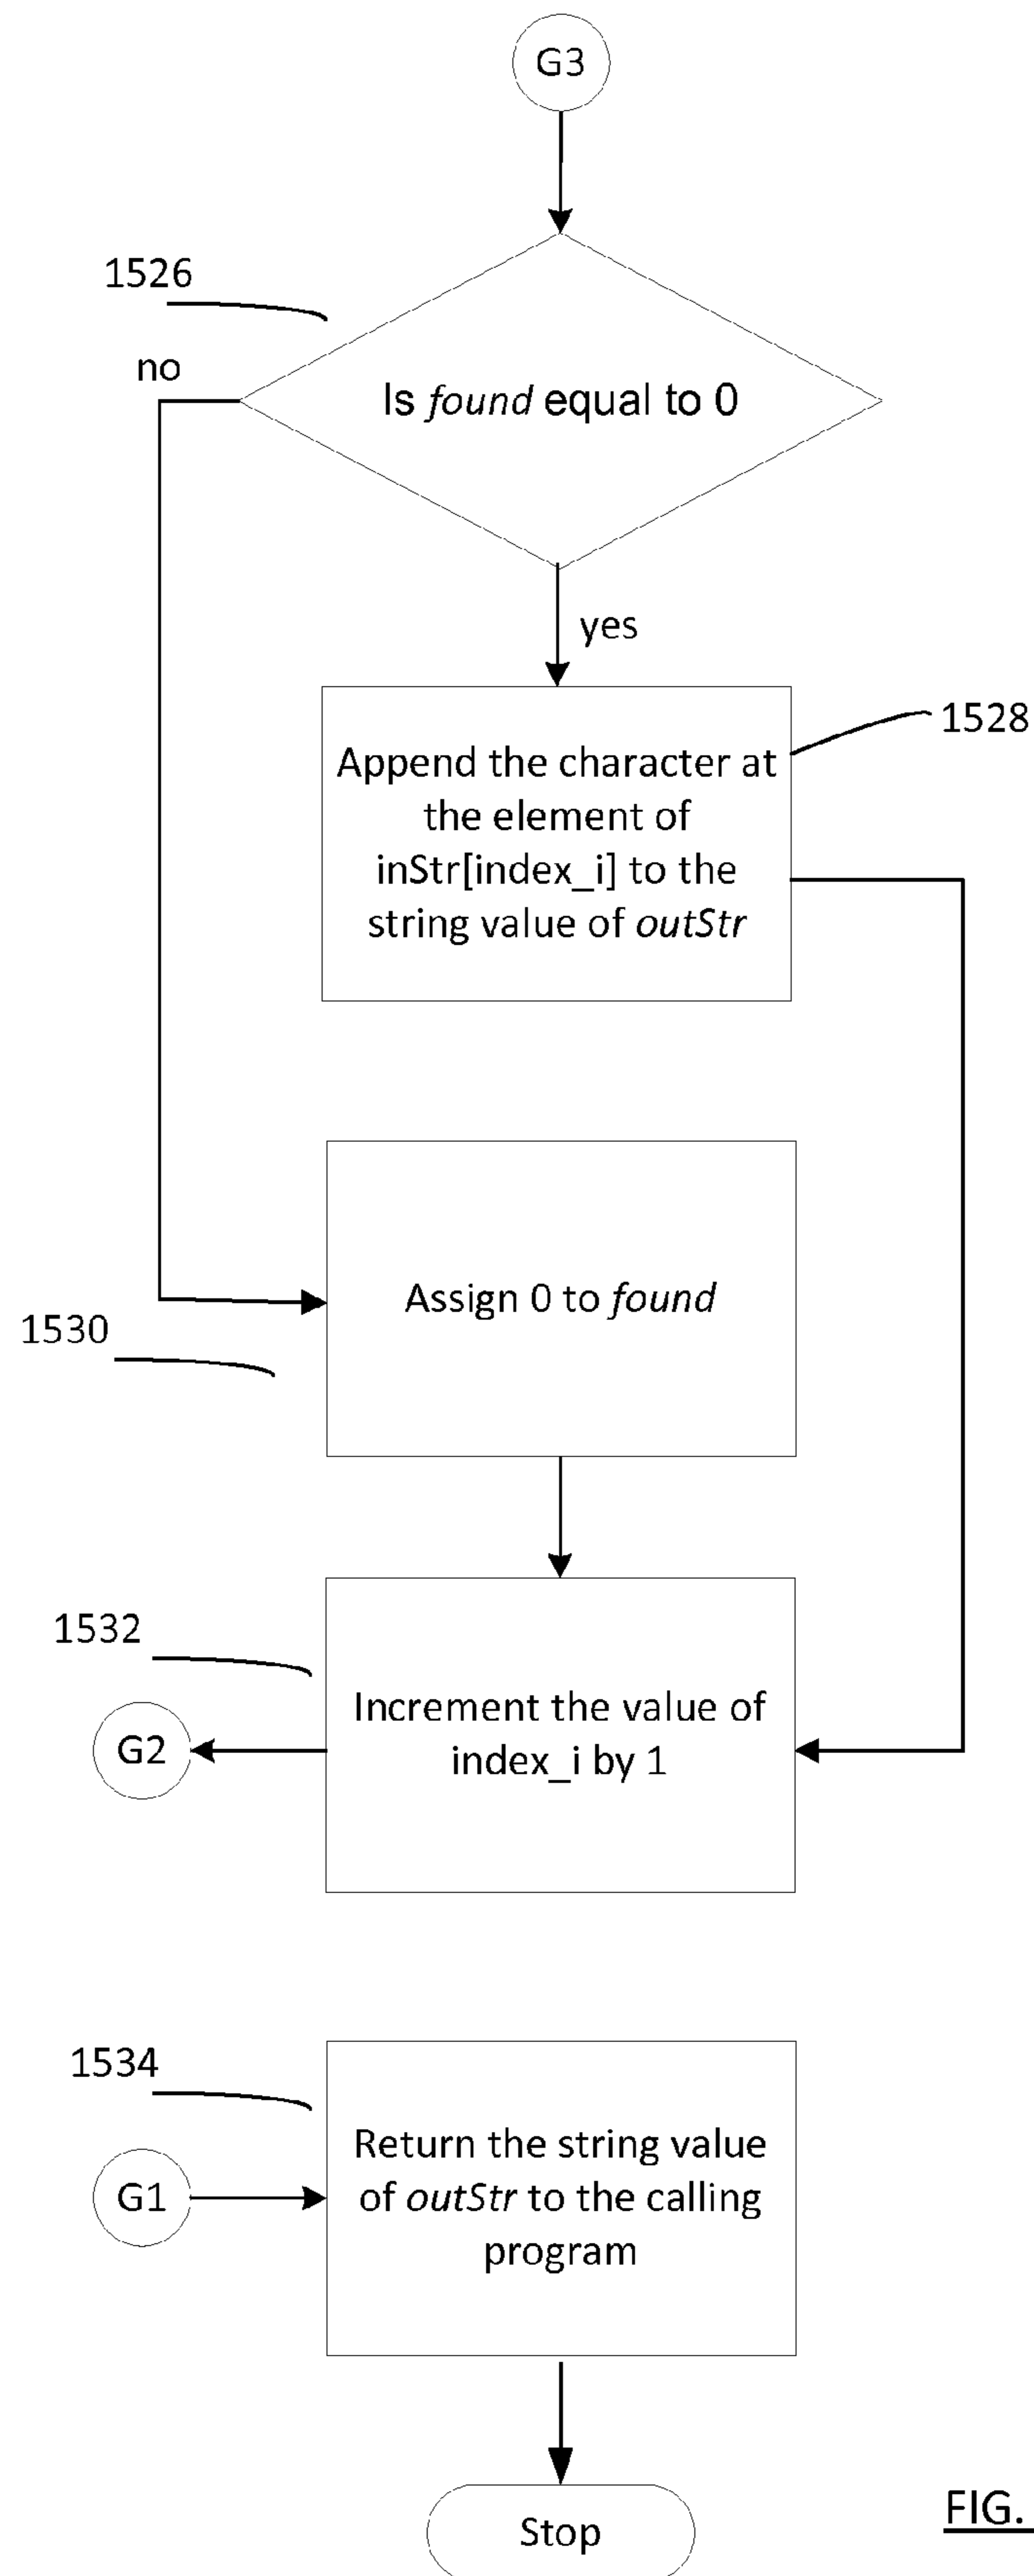 G3
1526
no
Is found equal to 0
yes
1528
Append the character at
the element of
inStr[index_i] to the
string value of outStr
Assign 0 to found
1530
1532
Increment the value of
index_i by 1
G2
1534
Return the string value
of outStr to the calling
program
G1
Stop
FIG.